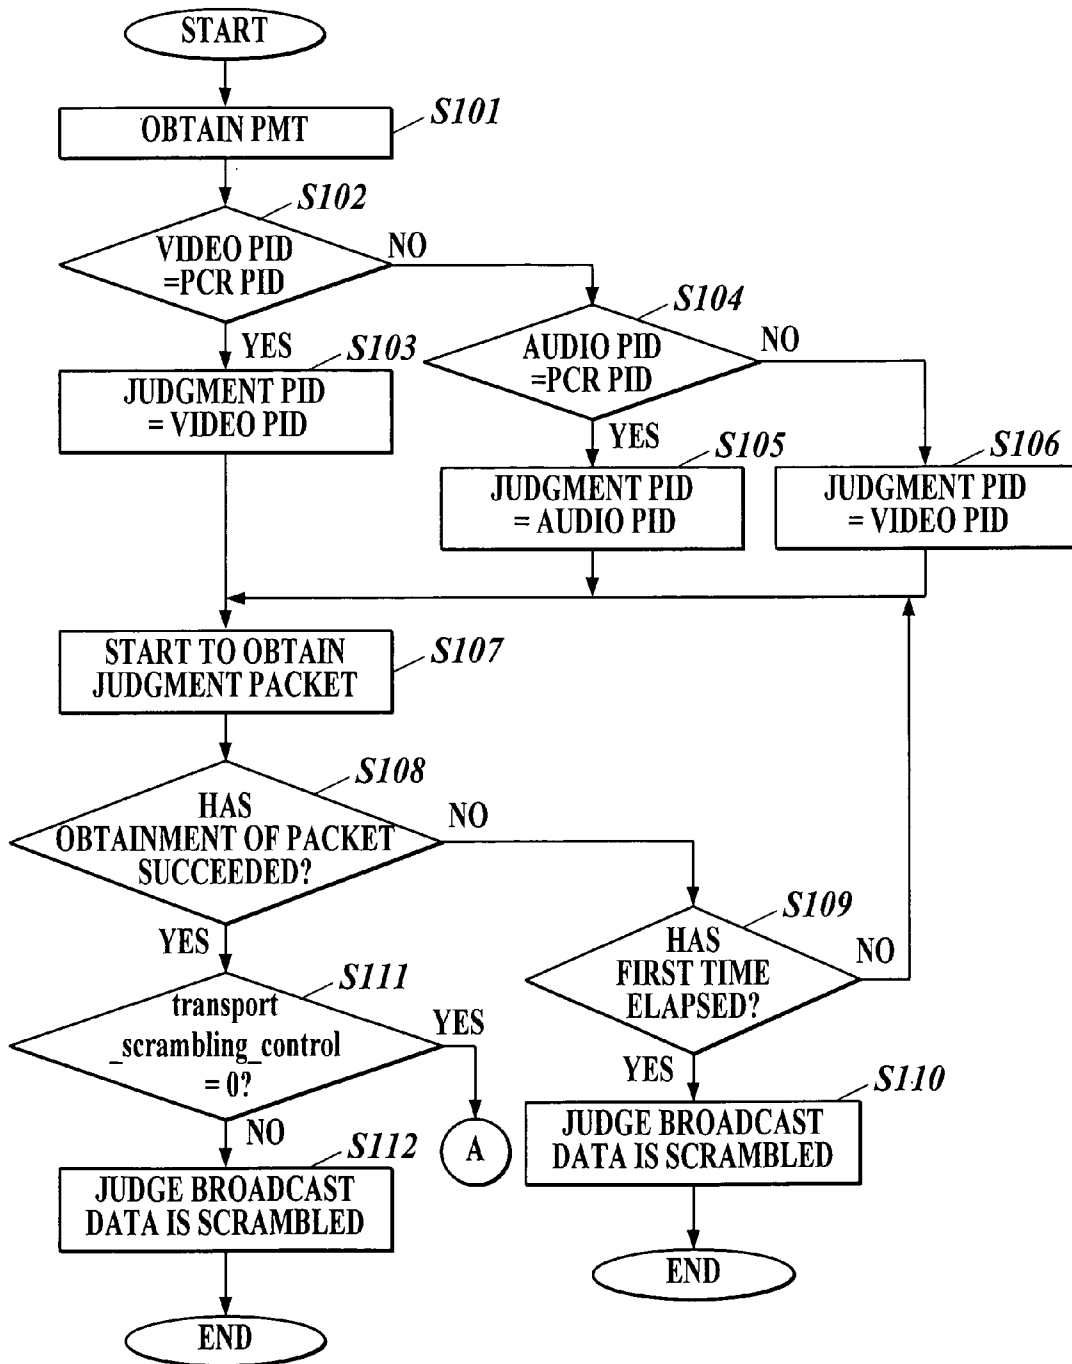 START
OBTAIN PMT
S101
S102
VIDEO PID
=PCR PID
NO
YES
S103
JUDGMENT PID
= VIDEO PID
S104
AUDIO PID
=PCR PID
NO
YES
S105
JUDGMENT PID
= AUDIO PID
S106
JUDGMENT PID
= VIDEO PID
START TO OBTAIN
JUDGMENT PACKET
S107
S108
HAS
OBTAINMENT OF PACKET
SUCCEEDED?
NO
YES
S109
HAS
FIRST TIME
ELAPSED?
NO
YES
S110
JUDGE BROADCAST
DATA IS SCRAMBLED
END
S111
transport
_scrambling_control
= 0?
YES
A
NO
S112
JUDGE BROADCAST
DATA IS SCRAMBLED
END